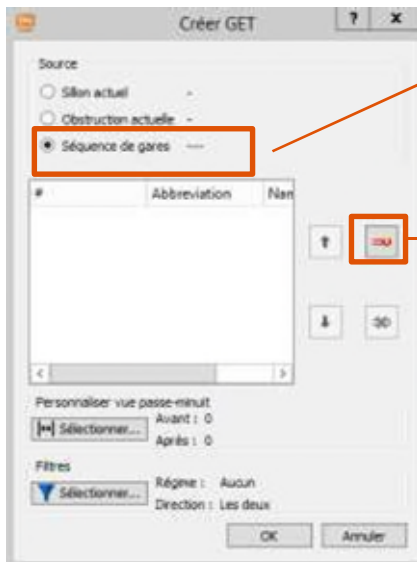 Créer GET
? x
Source
Sillon actuel -
Obstruction actuelle -
Séquence de gares ---
# Abbreviation Nam
Personnaliser vue passe-minuit
Sélectionner... Avant : 0
Après : 0
Filtres
Sélectionner... Régime : Aucun
Direction : Les deux
OK Annuler